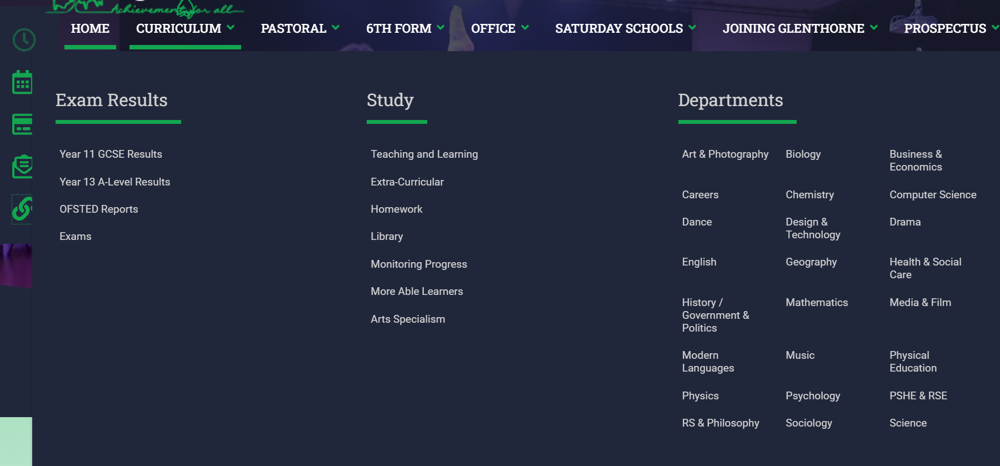 Achievement for all
HOME CURRICULUM PASTORAL 6TH FORM OFFICE SATURDAY SCHOOLS JOINING GLENTHORNE PROSPECTUS
Exam Results
Year 11 GCSE Results
Year 13 A-Level Results
OFSTED Reports
Exams
Study
Teaching and Learning
Extra-Curricular
Homework
Library
Monitoring Progress
More Able Learners
Arts Specialism
Departments
Art & Photography
Biology
Business &
Economics
Careers
Chemistry
Computer Science
Dance
Design &
Technology
Drama
English
Geography
Health & Social
Care
History /
Government &
Politics
Mathematics
Media & Film
Modern
Languages
Music
Physical
Education
Physics
Psychology
PSHE & RSE
RS & Philosophy
Sociology
Science